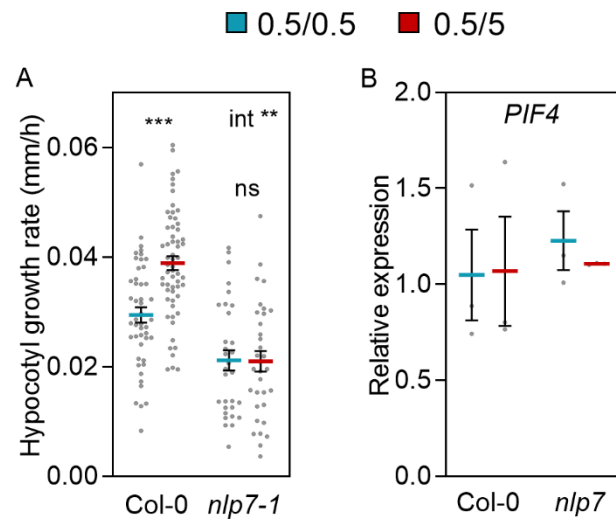 0.5/0.5 0.5/5
A
Hypocotyl growth rate (mm/h)
0.06
0.04
0.02
0.00
***
int **
ns
Col-0 nlp7-1
B
Relative expression
2.0
1.5
1.0
0.5
0.0
PIF4
Col-0 nlp7